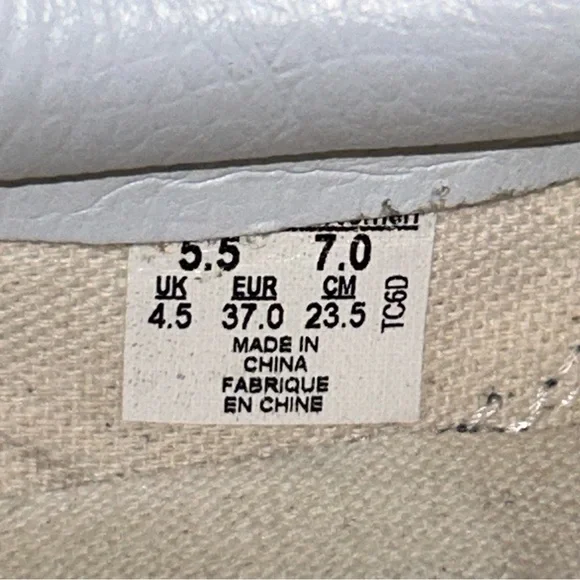 5.5 7.0
UK EUR CM
4.5 37.0 23.5
TC6D
MADE IN
CHINA
FABRIQUE
EN CHINE